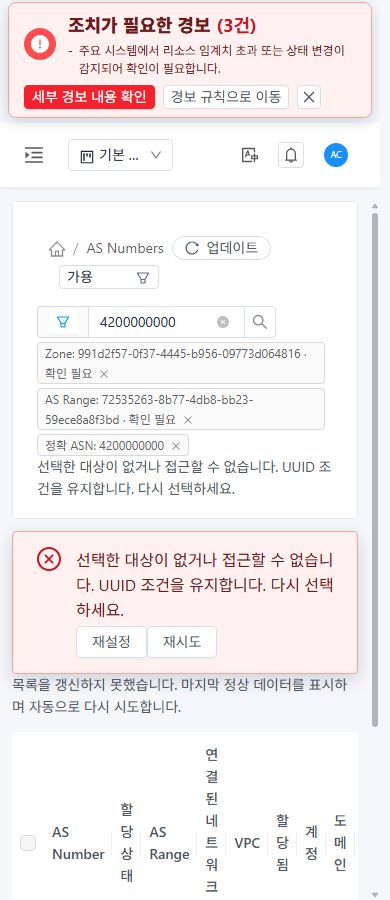 조치가 필요한 경보 (3건)
- 주요 시스템에서 리소스 임계치 초과 또는 상태 변경이
감지되어 확인이 필요합니다.
세부 경보 내용 확인 경보 규칙으로 이동
기본 ... AC
/ AS Numbers 업데이트
가용
4200000000
Zone: 991d2f57-0f37-4445-b956-09773d064816 ·
확인 필요
AS Range: 72535263-8b77-4db8-bb23-
59ece8a8f3bd · 확인 필요
정확 ASN: 4200000000
선택한 대상이 없거나 접근할 수 없습니다. UUID 조
건을 유지합니다. 다시 선택하세요.
선택한 대상이 없거나 접근할 수 없습니
다. UUID 조건을 유지합니다. 다시 선택
하세요.
재설정 재시도
목록을 갱신하지 못했습니다. 마지막 정상 데이터를 표시하
며 자동으로 다시 시도합니다.
AS
Number
할
당
상
태
AS
Range
연
결
된
네
트
워
크
VPC
할
당
됨
계
정
도
메
인